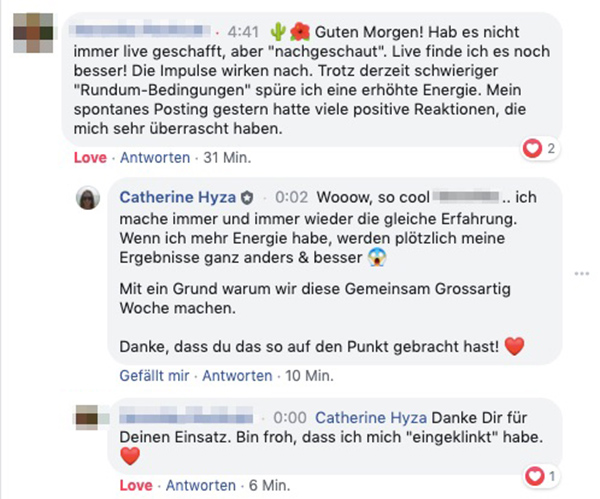 · 4:41 🌵🌺 Guten Morgen! Hab es nicht
immer live geschafft, aber "nachgeschaut". Live finde ich es noch
besser! Die Impulse wirken nach. Trotz derzeit schwieriger
"Rundum-Bedingungen" spüre ich eine erhöhte Energie. Mein
spontanes Posting gestern hatte viele positive Reaktionen, die
mich sehr überrascht haben.
2
Love · Antworten · 31 Min.
Catherine Hyza · 0:02 Wooow, so cool .. ich
mache immer und immer wieder die gleiche Erfahrung.
Wenn ich mehr Energie habe, werden plötzlich meine
Ergebnisse ganz anders & besser 😱
Mit ein Grund warum wir diese Gemeinsam Grossartig
Woche machen.
Danke, dass du das so auf den Punkt gebracht hast! ❤️
Gefällt mir · Antworten · 10 Min.
· 0:00 Catherine Hyza Danke Dir für
Deinen Einsatz. Bin froh, dass ich mich "eingeklinkt" habe.
❤️
1
Love · Antworten · 6 Min.